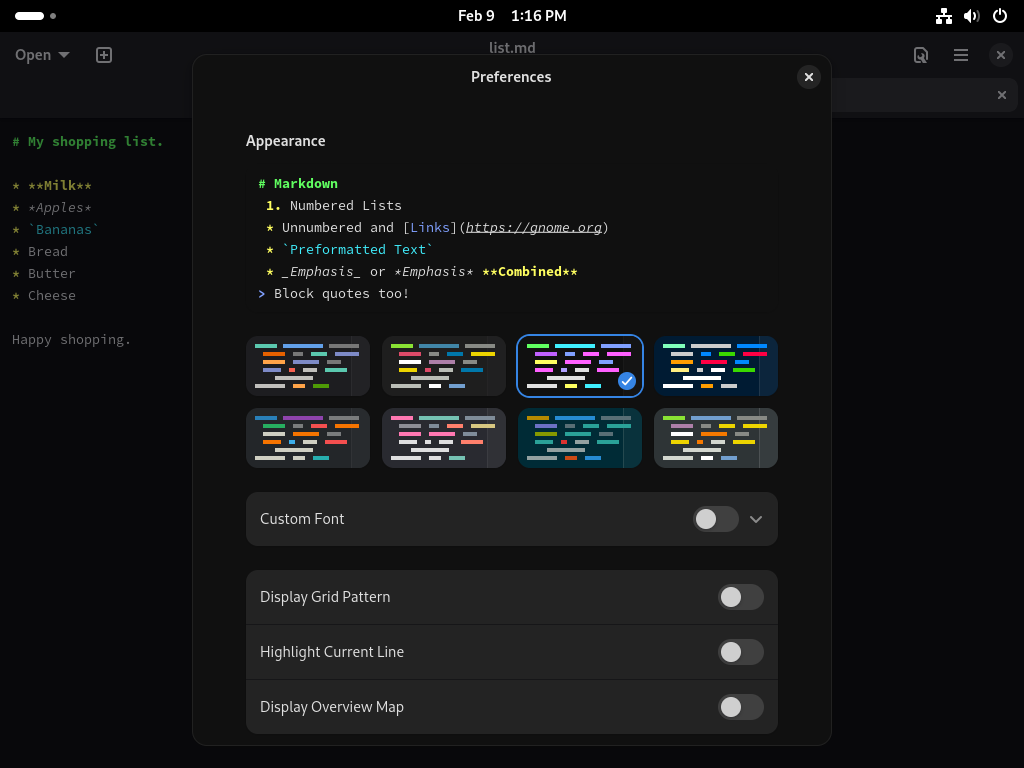 Feb 9 1:16 PM
Open
list.md
Preferences
# My shopping list.
* **Milk**
* *Apples*
* `Bananas`
* Bread
* Butter
* Cheese
Happy shopping.
Appearance
# Markdown
1. Numbered Lists
* Unnumbered and [Links](https://gnome.org)
* `Preformatted Text`
* _Emphasis_ or *Emphasis* **Combined**
> Block quotes too!
Custom Font
Display Grid Pattern
Highlight Current Line
Display Overview Map